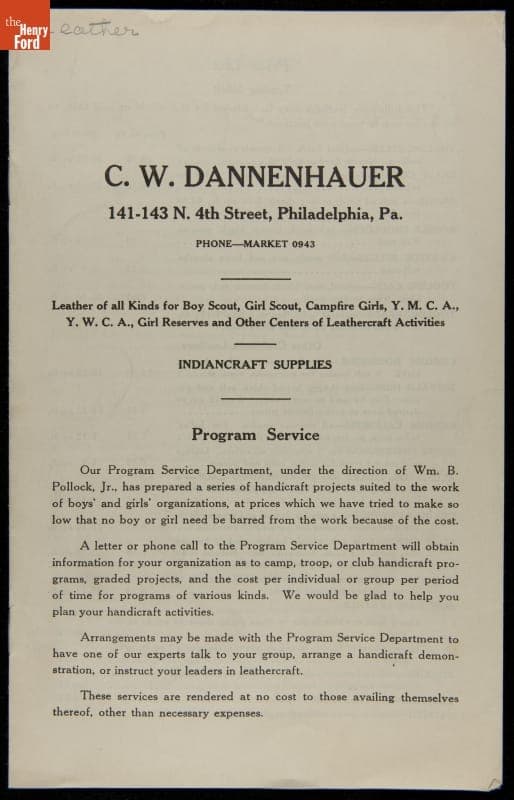 the
Henry
Ford
Leather
C. W. DANNENHAUER
141-143 N. 4th Street, Philadelphia, Pa.
PHONE—MARKET 0943
Leather of all Kinds for Boy Scout, Girl Scout, Campfire Girls, Y. M. C. A.,
Y. W. C. A., Girl Reserves and Other Centers of Leathercraft Activities
INDIANCRAFT SUPPLIES
Program Service
Our Program Service Department, under the direction of Wm. B.
Pollock, Jr., has prepared a series of handicraft projects suited to the work
of boys' and girls' organizations, at prices which we have tried to make so
low that no boy or girl need be barred from the work because of the cost.
A letter or phone call to the Program Service Department will obtain
information for your organization as to camp, troop, or club handicraft pro-
grams, graded projects, and the cost per individual or group per period
of time for programs of various kinds. We would be glad to help you
plan your handicraft activities.
Arrangements may be made with the Program Service Department to
have one of our experts talk to your group, arrange a handicraft demon-
stration, or instruct your leaders in leathercraft.
These services are rendered at no cost to those availing themselves
thereof, other than necessary expenses.